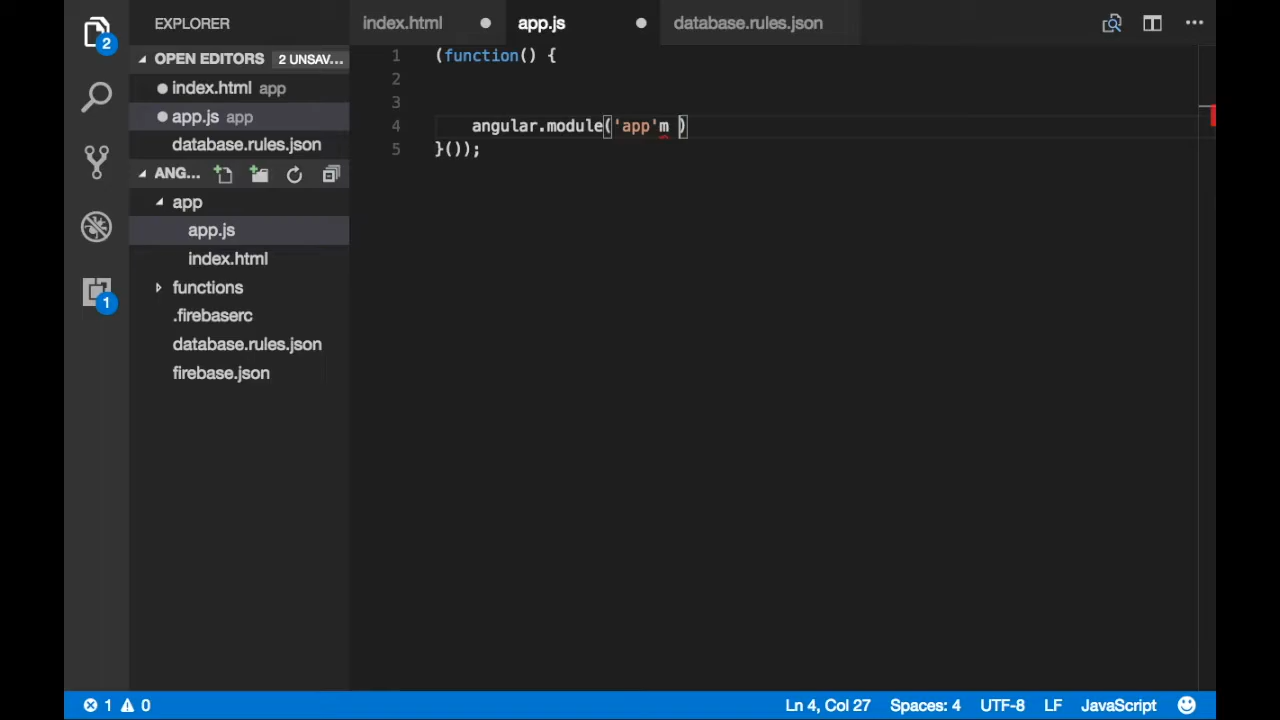 EXPLORER
index.html
app.js
database.rules.json
2
OPEN EDITORS 2 UNSAV...
index.html app
app.js app
database.rules.json
ANG...
app
app.js
index.html
functions
.firebaserc
database.rules.json
firebase.json
1
1 (function() {
2
3
4 angular.module('app'm )
5 }());
1 0
Ln 4, Col 27 Spaces: 4 UTF-8 LF JavaScript